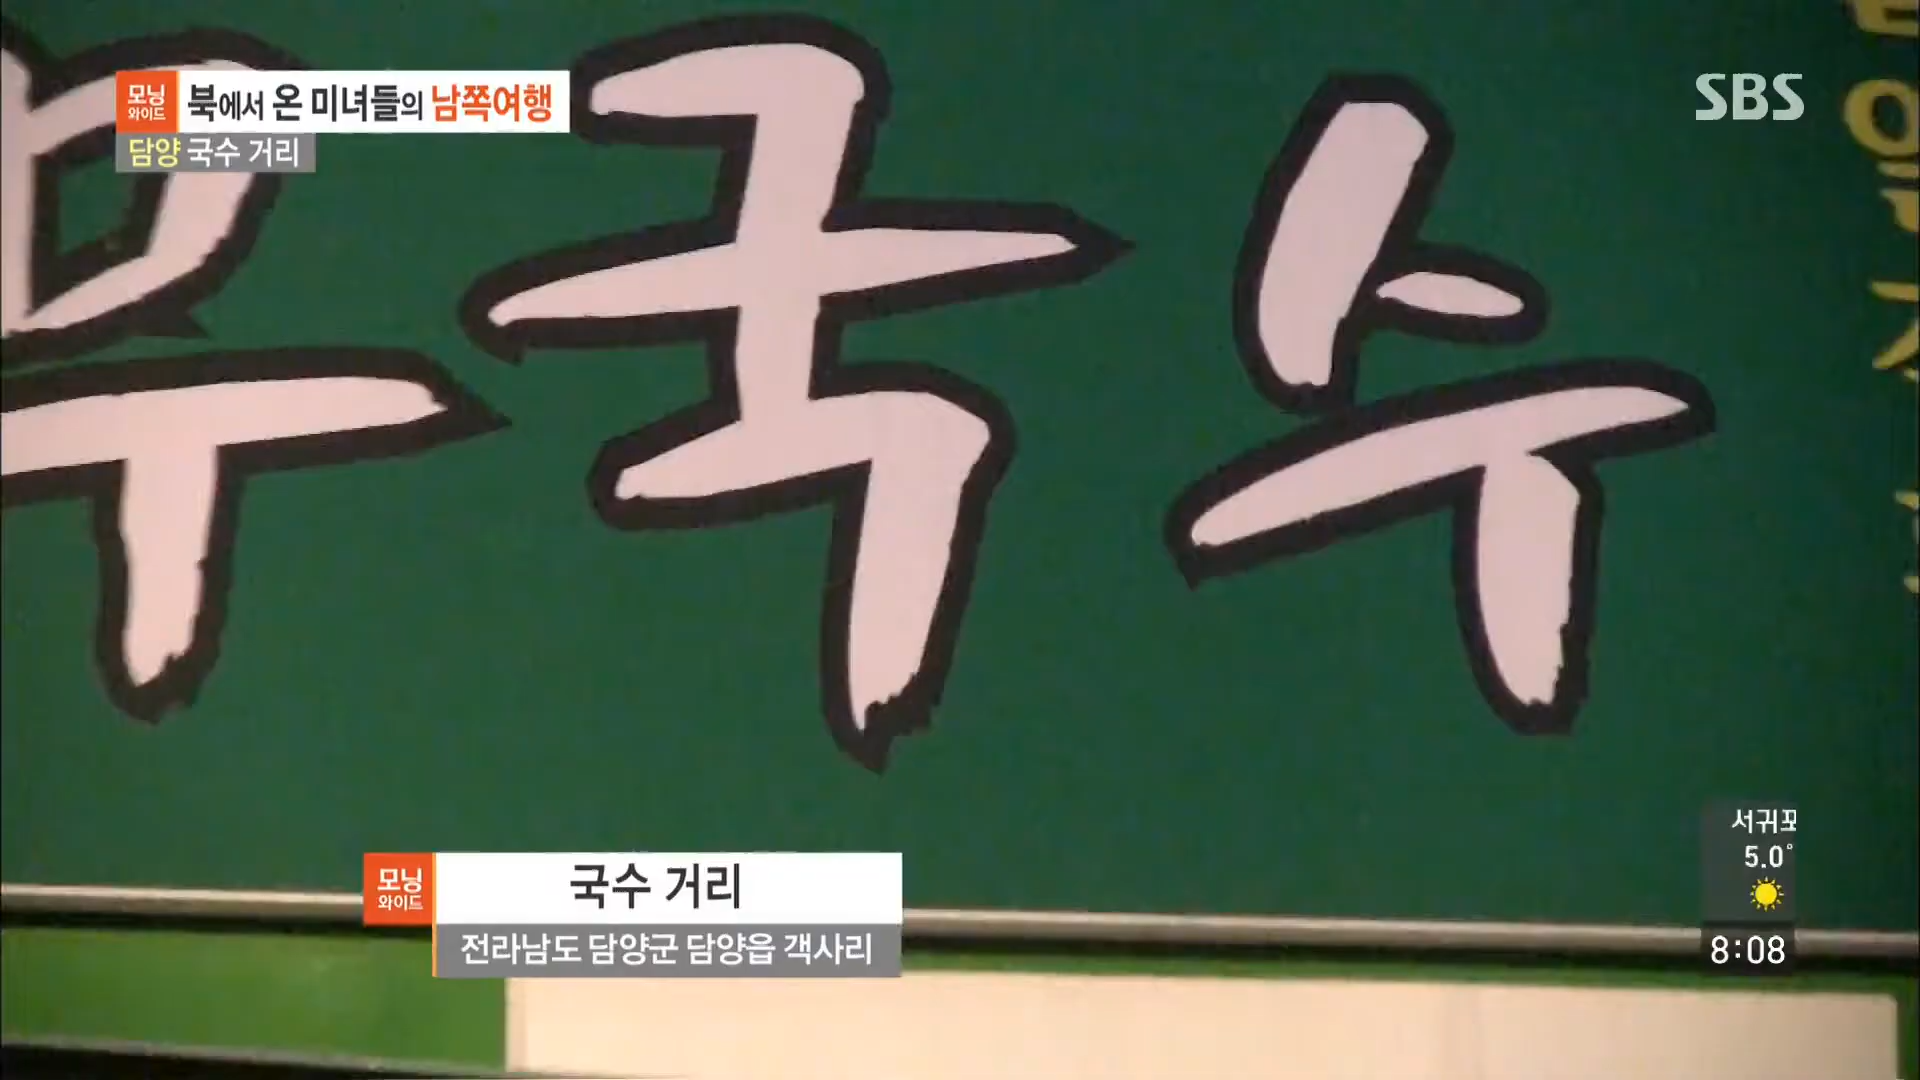 모닝
와이드
북에서 온 미녀들의 남쪽여행
담양 국수 거리
SBS
국수
모닝
와이드
국수 거리
전라남도 담양군 담양읍 객사리
서귀포
5.0°
8:08